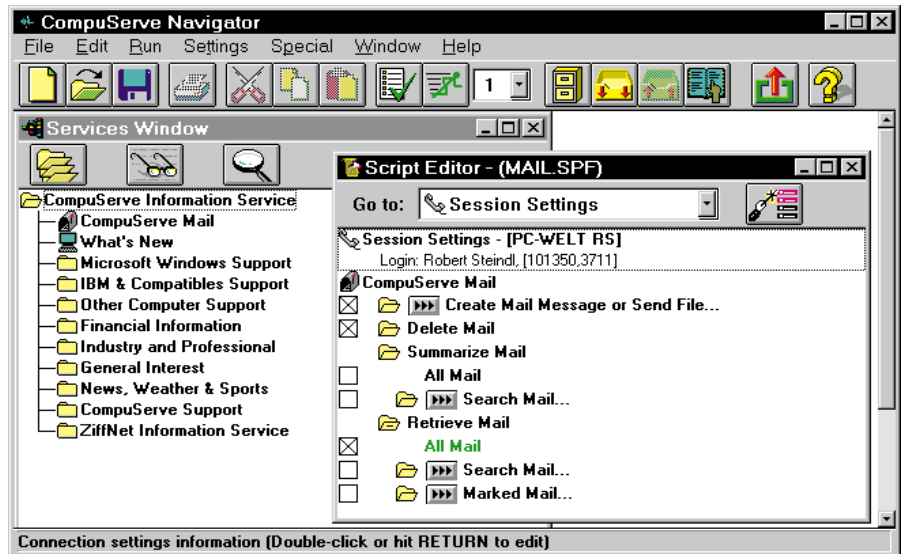 CompuServe Navigator
File Edit Run Settings Special Window Help
1
Services Window
CompuServe Information Service
CompuServe Mail
What's New
Microsoft Windows Support
IBM & Compatibles Support
Other Computer Support
Financial Information
Industry and Professional
General Interest
News, Weather & Sports
CompuServe Support
ZiffNet Information Service
Script Editor - (MAIL.SPF)
Go to: Session Settings
Session Settings - [PC-WELT RS]
Login: Robert Steindl, [101350,3711]
CompuServe Mail
Create Mail Message or Send File...
Delete Mail
Summarize Mail
All Mail
Search Mail...
Retrieve Mail
All Mail
Search Mail...
Marked Mail...
Connection settings information (Double-click or hit RETURN to edit)